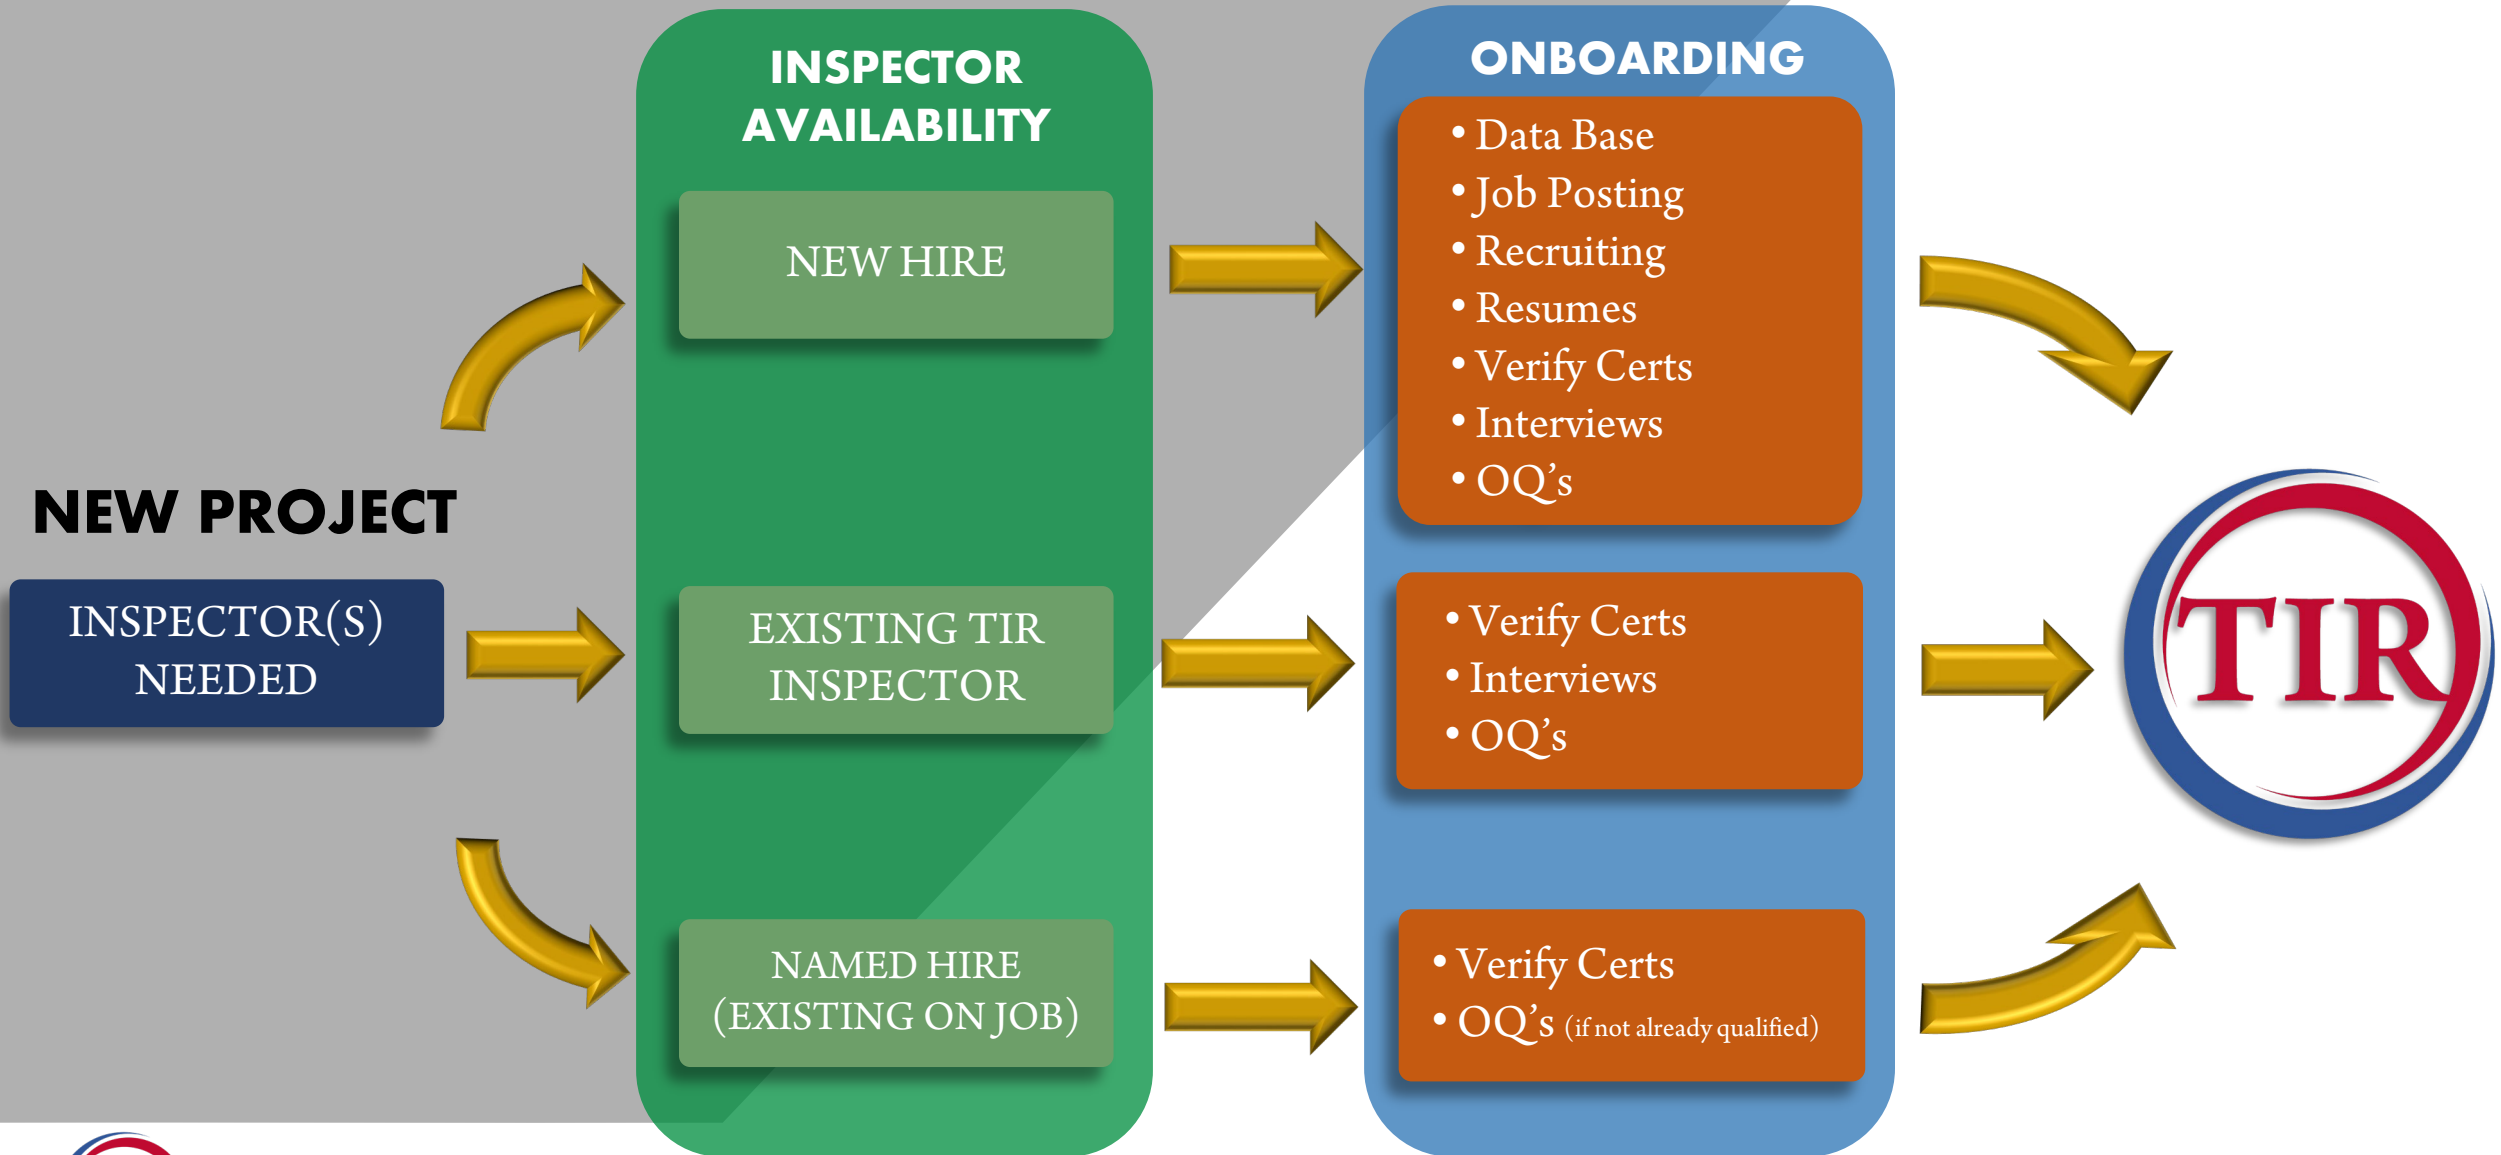 NEW PROJECT
INSPECTOR(S)
NEEDED
INSPECTOR
AVAILABILITY
NEW HIRE
EXISTING TIR
INSPECTOR
NAMED HIRE
(EXISTING ON JOB)
ONBOARDING
• Data Base
• Job Posting
• Recruiting
• Resumes
• Verify Certs
• Interviews
• OQ’s
• Verify Certs
• Interviews
• OQ’s
• Verify Certs
• OQ’s (if not already qualified)
TIR